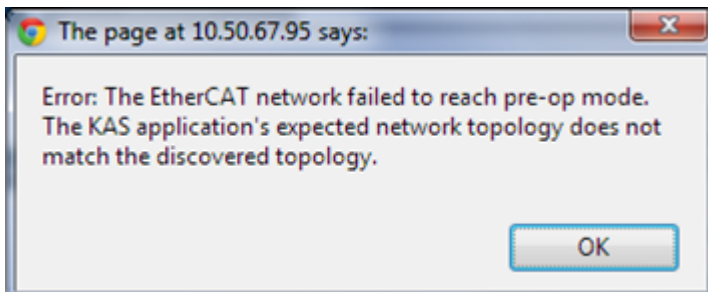 The page at 10.50.67.95 says:
Error: The EtherCAT network failed to reach pre-op mode.
The KAS application's expected network topology does not
match the discovered topology.
OK